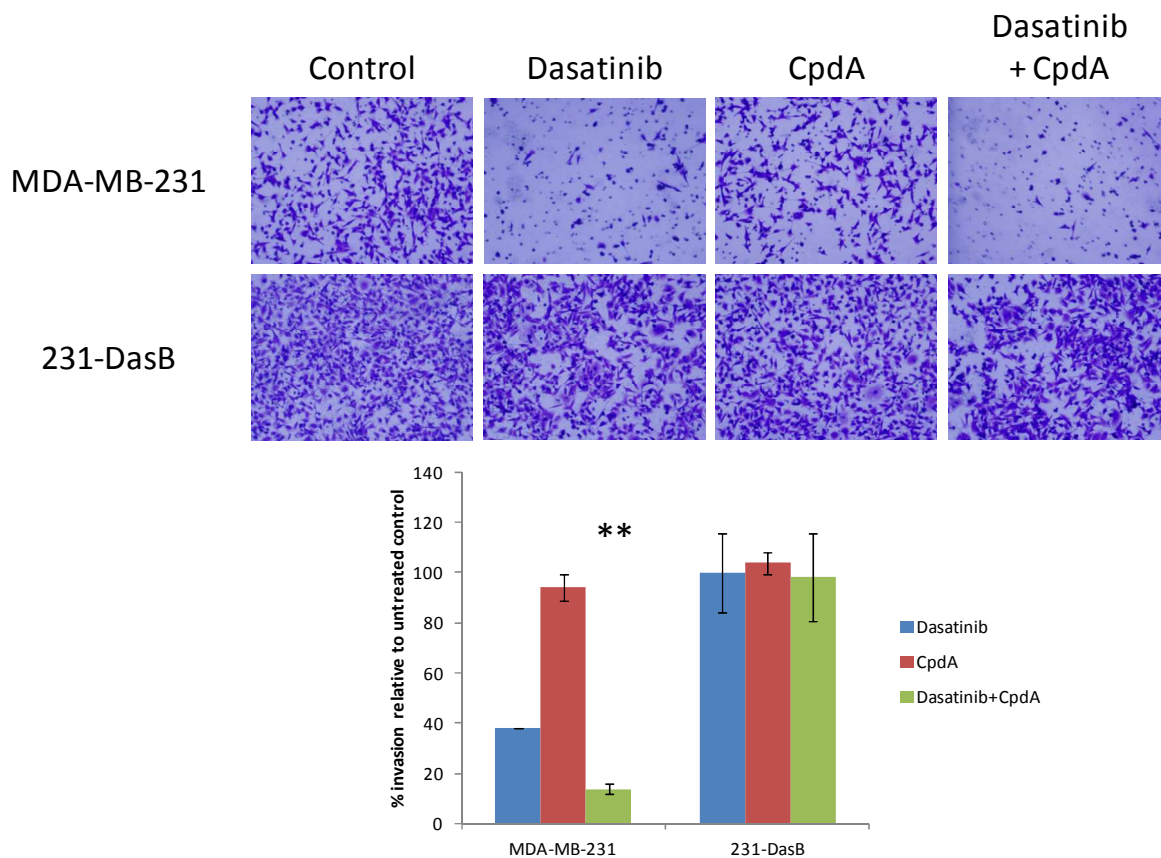 Control
Dasatinib
CpdA
Dasatinib
+ CpdA
MDA-MB-231
231-DasB
% invasion relative to untreated control
140
120
100
80
60
40
20
0
**
MDA-MB-231
231-DasB
Dasatinib
CpdA
Dasatinib+CpdA